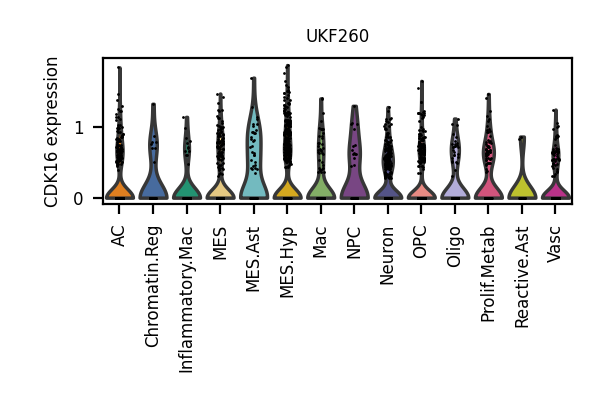 UKF260
CDK16 expression
1
0
AC
Chromatin.Reg
Inflammatory.Mac
MES
MES.Ast
MES.Hyp
Mac
NPC
Neuron
OPC
Oligo
Prolif.Metab
Reactive.Ast
Vasc